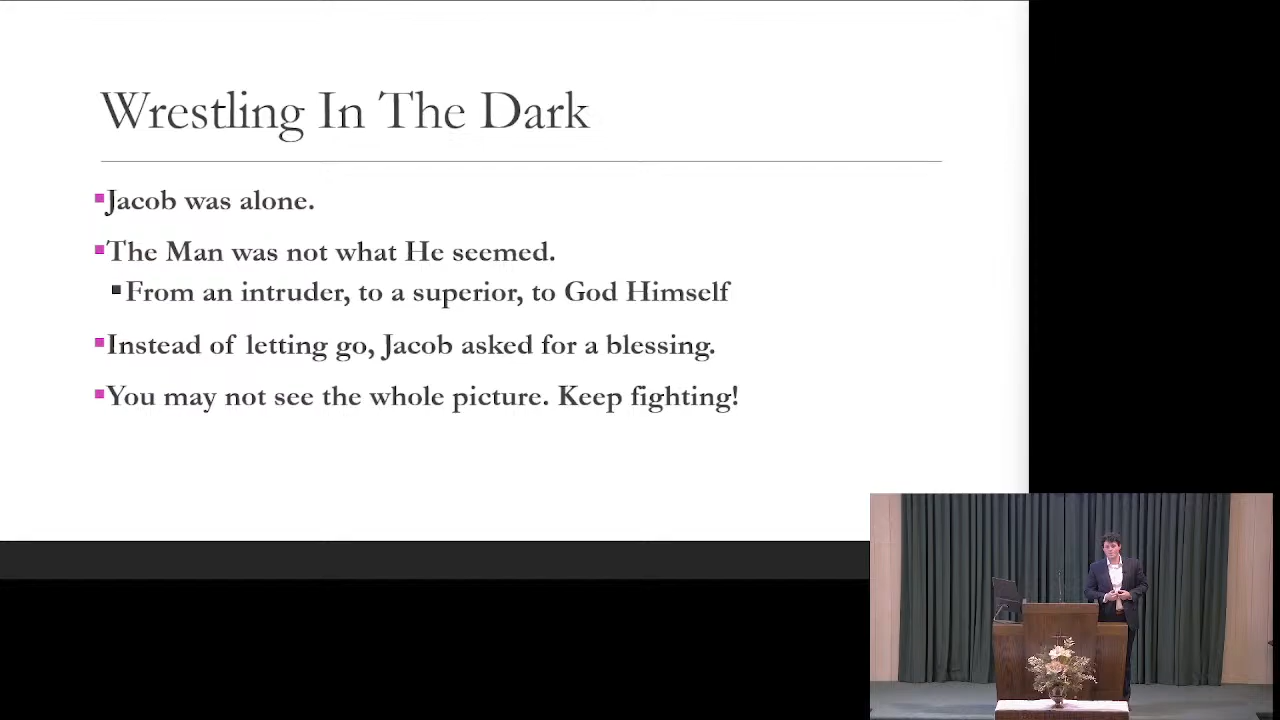 Wrestling In The Dark
▪Jacob was alone.
▪The Man was not what He seemed.
▪From an intruder, to a superior, to God Himself
▪Instead of letting go, Jacob asked for a blessing.
▪You may not see the whole picture. Keep fighting!